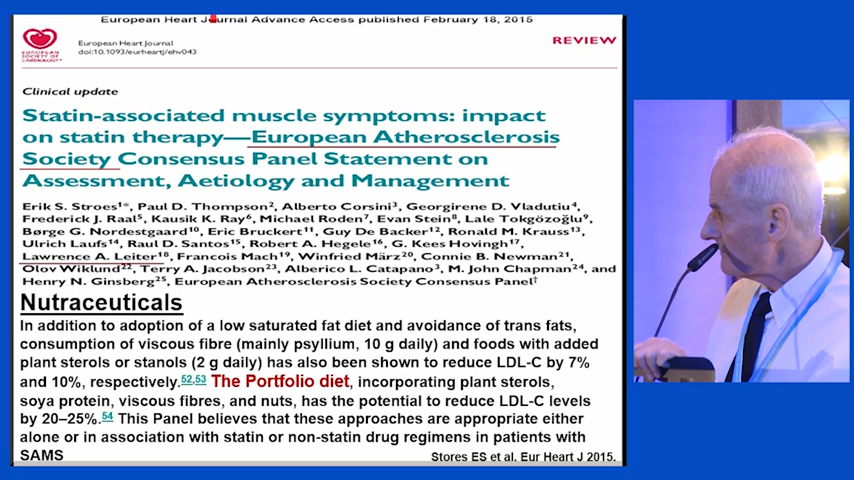 European Heart Journal Advance Access published February 18, 2015
EUROPEAN
SOCIETY OF
CARDIOLOGY
European Heart Journal
doi:10.1093/eurheartj/ehv043
REVIEW
Clinical update
Statin-associated muscle symptoms: impact
on statin therapy—European Atherosclerosis
Society Consensus Panel Statement on
Assessment, Aetiology and Management
Erik S. Stroes1*, Paul D. Thompson2, Alberto Corsini3, Georgirene D. Vladutiu4,
Frederick J. Raal5, Kausik K. Ray6, Michael Roden7, Evan Stein8, Lale Tokgözoğlu9,
Børge G. Nordestgaard10, Eric Bruckert11, Guy De Backer12, Ronald M. Krauss13,
Ulrich Laufs14, Raul D. Santos15, Robert A. Hegele16, G. Kees Hovingh17,
Lawrence A. Leiter18, Francois Mach19, Winfried März20, Connie B. Newman21,
Olov Wiklund22, Terry A. Jacobson23, Alberico L. Catapano3, M. John Chapman24, and
Henry N. Ginsberg25, European Atherosclerosis Society Consensus Panel†
Nutraceuticals
In addition to adoption of a low saturated fat diet and avoidance of trans fats,
consumption of viscous fibre (mainly psyllium, 10 g daily) and foods with added
plant sterols or stanols (2 g daily) has also been shown to reduce LDL-C by 7%
and 10%, respectively.52,53 The Portfolio diet, incorporating plant sterols,
soya protein, viscous fibres, and nuts, has the potential to reduce LDL-C levels
by 20–25%.54 This Panel believes that these approaches are appropriate either
alone or in association with statin or non-statin drug regimens in patients with
SAMS
Stores ES et al. Eur Heart J 2015.